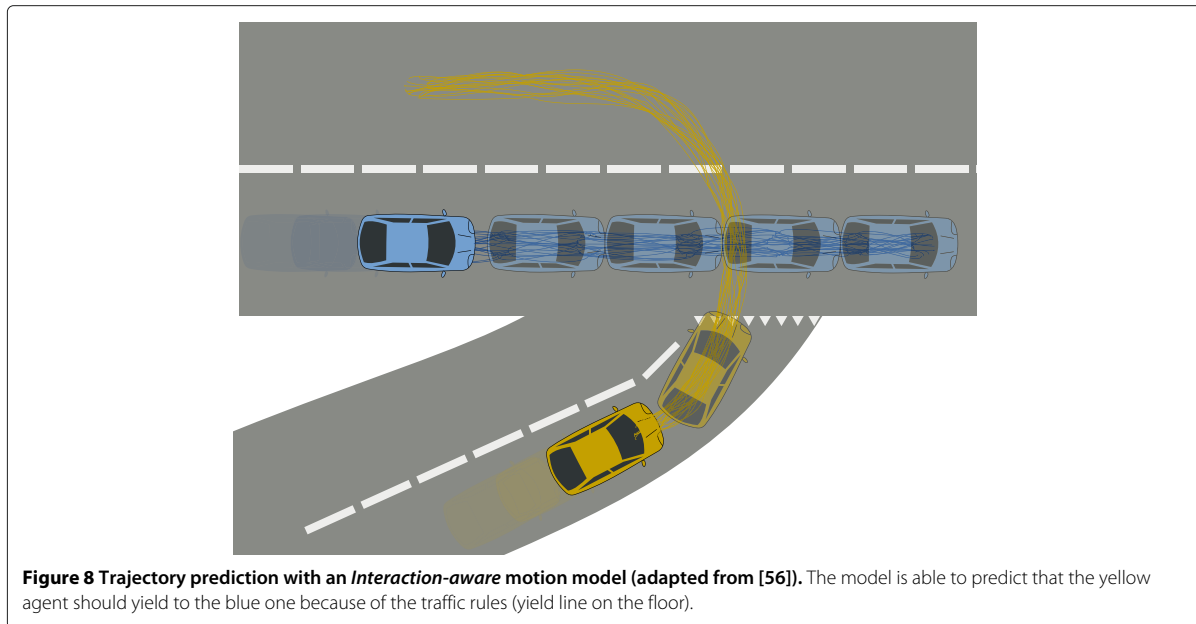 Figure 8 Trajectory prediction with an Interaction-aware motion model (adapted from [56]). The model is able to predict that the yellow
agent should yield to the blue one because of the traffic rules (yield line on the floor).